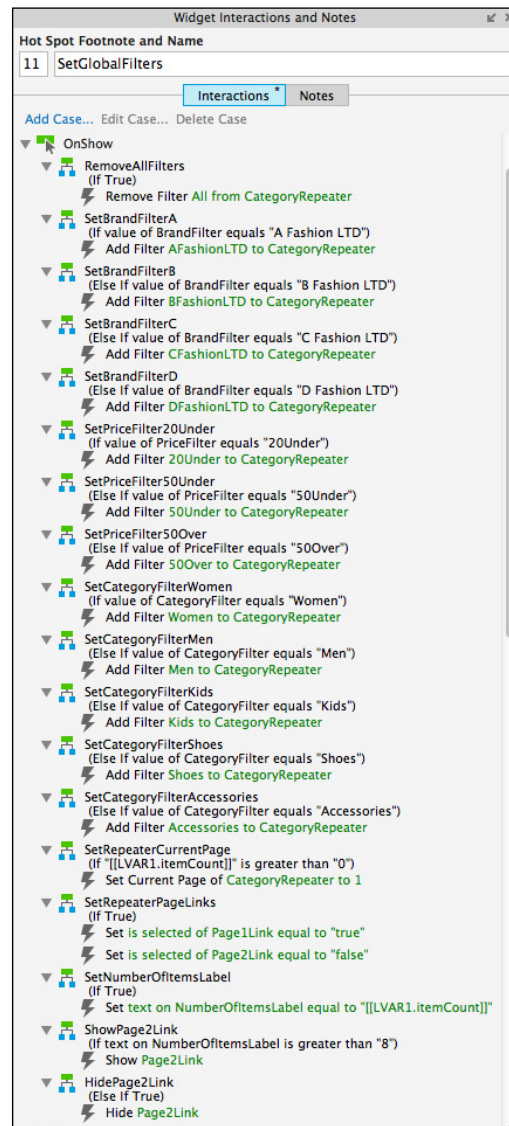 Widget Interactions and Notes
Hot Spot Footnote and Name
11 SetGlobalFilters
Interactions * Notes
Add Case... Edit Case... Delete Case
OnShow
RemoveAllFilters
(If True)
Remove Filter All from CategoryRepeater
SetBrandFilterA
(If value of BrandFilter equals "A Fashion LTD")
Add Filter AFashionLTD to CategoryRepeater
SetBrandFilterB
(Else If value of BrandFilter equals "B Fashion LTD")
Add Filter BFashionLTD to CategoryRepeater
SetBrandFilterC
(Else If value of BrandFilter equals "C Fashion LTD")
Add Filter CFashionLTD to CategoryRepeater
SetBrandFilterD
(Else If value of BrandFilter equals "D Fashion LTD")
Add Filter DFashionLTD to CategoryRepeater
SetPriceFilter20Under
(If value of PriceFilter equals "20Under")
Add Filter 20Under to CategoryRepeater
SetPriceFilter50Under
(Else If value of PriceFilter equals "50Under")
Add Filter 50Under to CategoryRepeater
SetPriceFilter50Over
(Else If value of PriceFilter equals "50Over")
Add Filter 50Over to CategoryRepeater
SetCategoryFilterWomen
(If value of CategoryFilter equals "Women")
Add Filter Women to CategoryRepeater
SetCategoryFilterMen
(Else If value of CategoryFilter equals "Men")
Add Filter Men to CategoryRepeater
SetCategoryFilterKids
(Else If value of CategoryFilter equals "Kids")
Add Filter Kids to CategoryRepeater
SetCategoryFilterShoes
(Else If value of CategoryFilter equals "Shoes")
Add Filter Shoes to CategoryRepeater
SetCategoryFilterAccessories
(Else If value of CategoryFilter equals "Accessories")
Add Filter Accessories to CategoryRepeater
SetRepeaterCurrentPage
(If "[[LVAR1.itemCount]]" is greater than "0")
Set Current Page of CategoryRepeater to 1
SetRepeaterPageLinks
(If True)
Set is selected of Page1Link equal to "true"
Set is selected of Page2Link equal to "false"
SetNumberOfItemsLabel
(If True)
Set text on NumberOfItemsLabel equal to "[[LVAR1.itemCount]]"
ShowPage2Link
(If text on NumberOfItemsLabel is greater than "8")
Show Page2Link
HidePage2Link
(Else If True)
Hide Page2Link